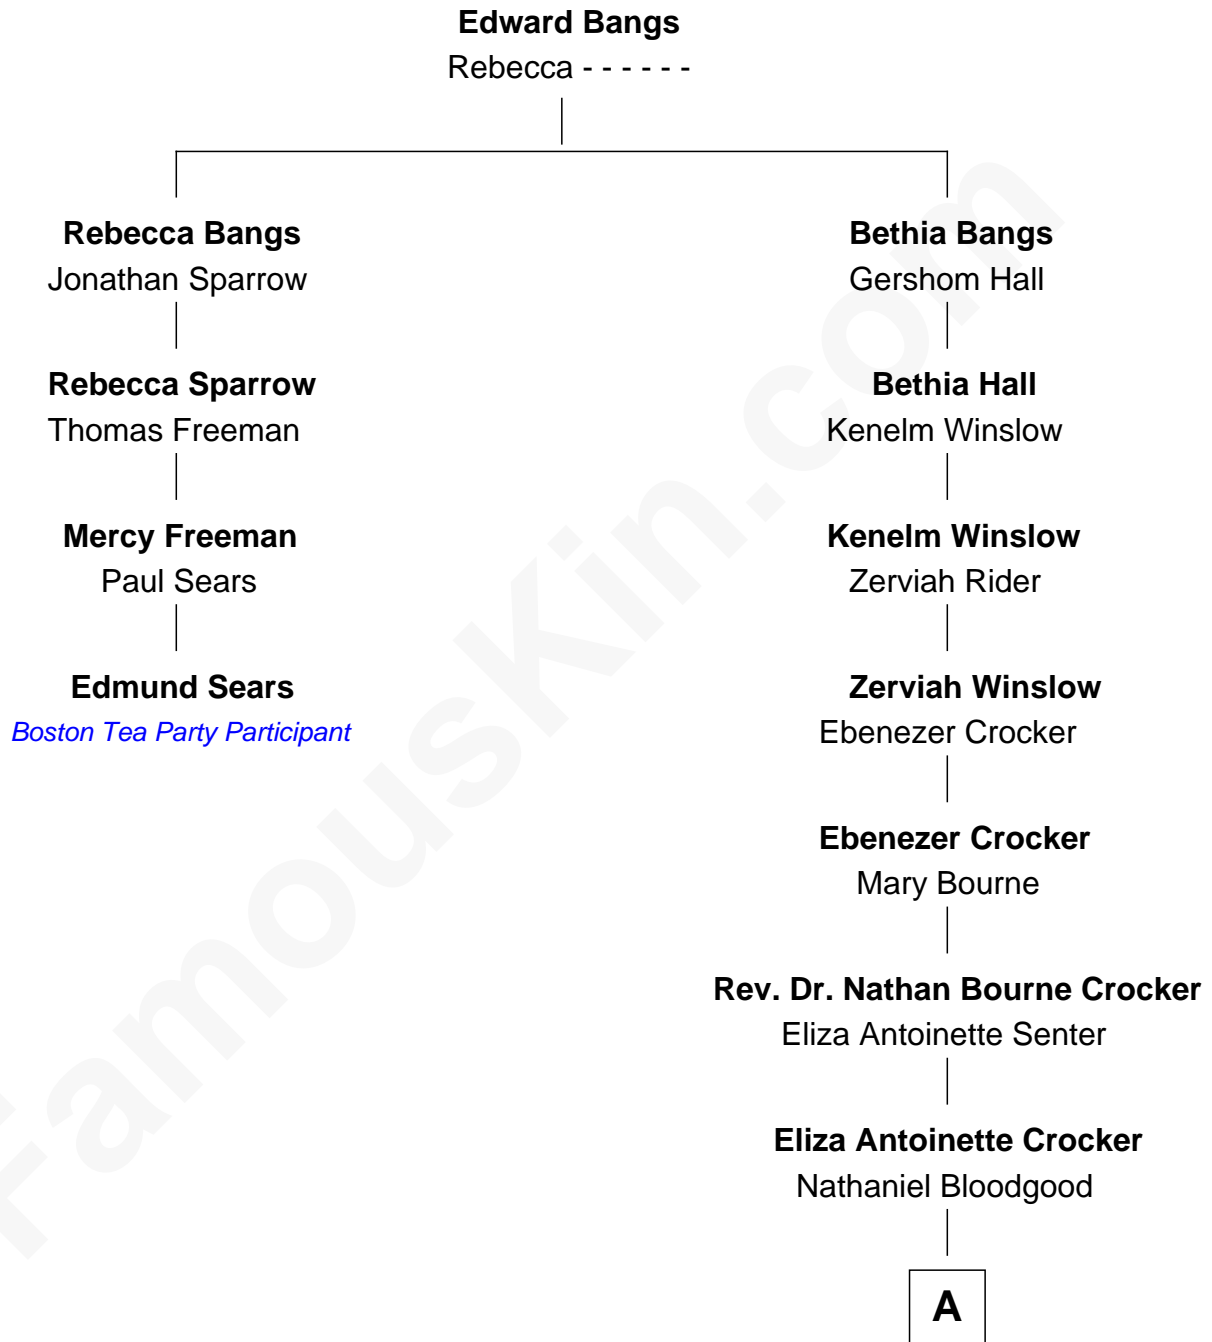 Edward Bangs
Rebecca - - - - - -
Rebecca Bangs
Jonathan Sparrow
Rebecca Sparrow
Thomas Freeman
Mercy Freeman
Paul Sears
Edmund Sears
Boston Tea Party Participant
Bethia Bangs
Gershom Hall
Bethia Hall
Kenelm Winslow
Kenelm Winslow
Zerviah Rider
Zerviah Winslow
Ebenezer Crocker
Ebenezer Crocker
Mary Bourne
Rev. Dr. Nathan Bourne Crocker
Eliza Antoinette Senter
Eliza Antoinette Crocker
Nathaniel Bloodgood
A
FamousKin.com